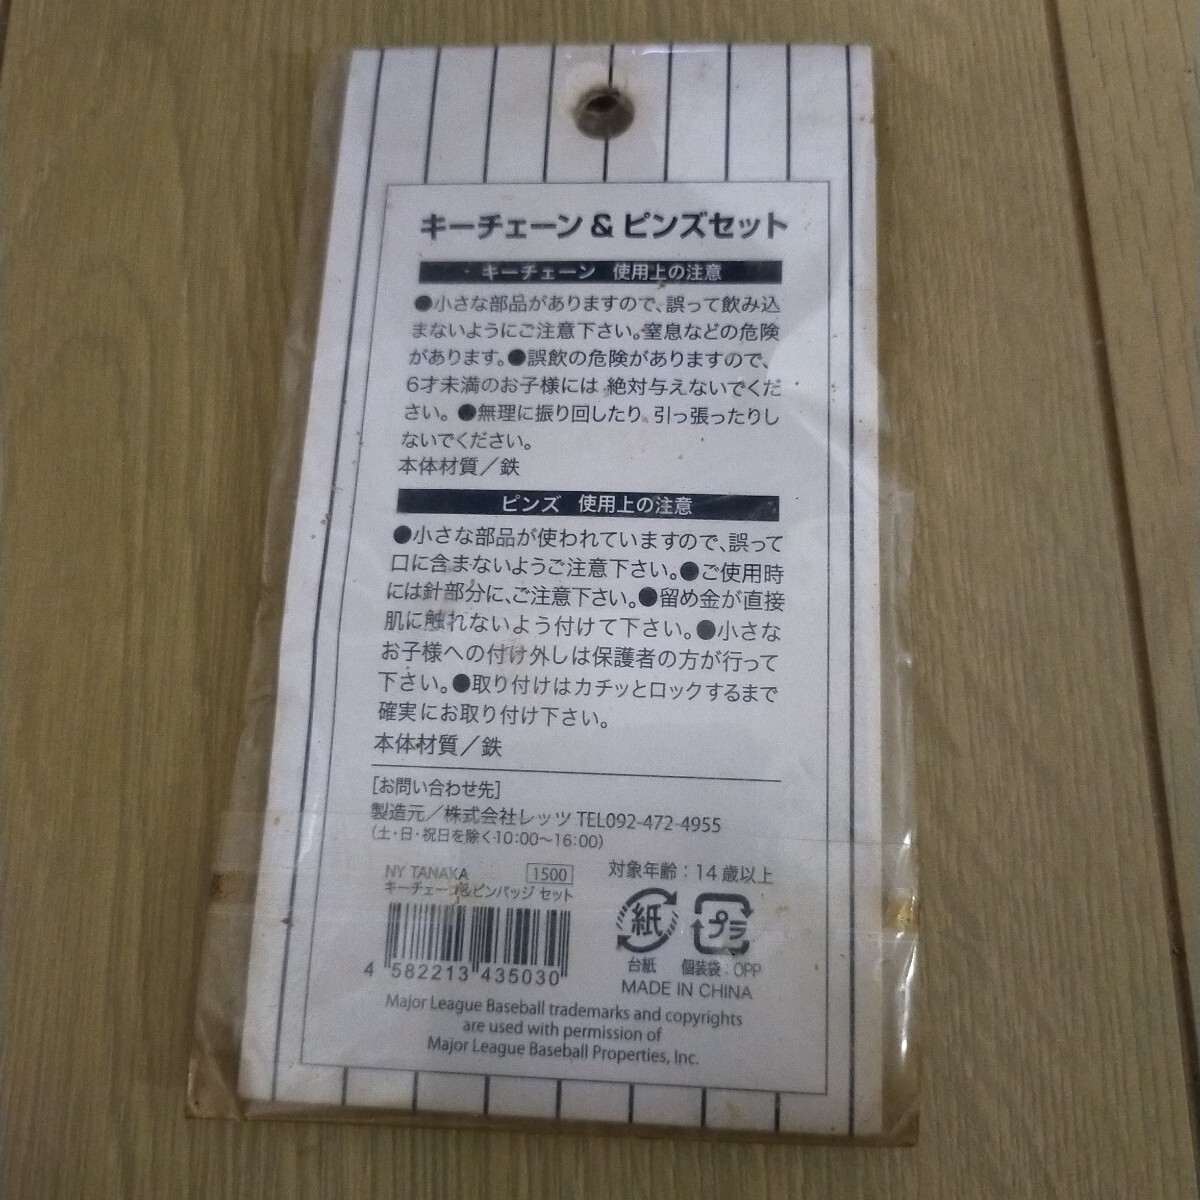 キーチェーン & ピンズセット
キーチェーン 使用上の注意
●小さな部品がありますので、誤って飲み込
まないようにご注意下さい。窒息などの危険
があります。●誤飲の危険がありますので、
6才未満のお子様には 絶対与えないでくだ
さい。●無理に振り回したり、引っ張ったりし
ないでください。
本体材質／鉄
ピンズ 使用上の注意
●小さな部品が使われていますので、誤って
口に含まないようご注意下さい。●ご使用時
には針部分に、ご注意下さい。●留め金が直接
肌に触れないよう付けて下さい。●小さな
お子様への付け外しは保護者の方が行って
下さい。●取り付けはカチッとロックするまで
確実にお取り付け下さい。
本体材質／鉄
[お問い合わせ先]
製造元／株式会社レッツ TEL092-472-4955
(土・日・祝日を除く-10:00〜16:00)
NY TANAKA 1500
キーチェーン&ピンバッジ セット
対象年齢：14歳以上
4 582213 435030
紙
プラ
台紙 個装袋：OPP
MADE IN CHINA
Major League Baseball trademarks and copyrights
are used with permission of
Major League Baseball Properties, Inc.